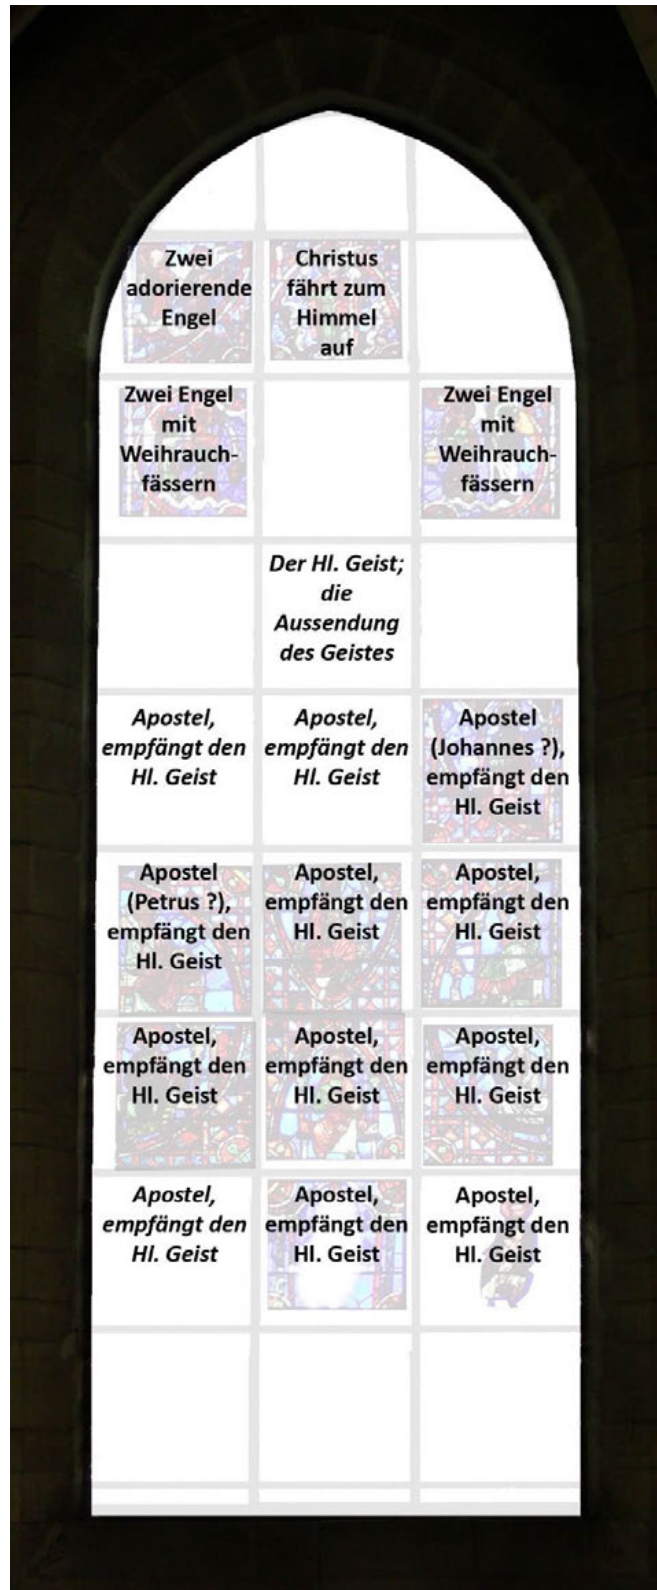 Zwei
adorierende
Engel
Christus
fährt zum
Himmel
auf
Zwei Engel
mit
Weihrauch-
fässern
Zwei Engel
mit
Weihrauch-
fässern
Der Hl. Geist;
die
Aussendung
des Geistes
Apostel,
empfängt den
Hl. Geist
Apostel,
empfängt den
Hl. Geist
Apostel
(Johannes ?),
empfängt den
Hl. Geist
Apostel
(Petrus ?),
empfängt den
Hl. Geist
Apostel,
empfängt den
Hl. Geist
Apostel,
empfängt den
Hl. Geist
Apostel,
empfängt den
Hl. Geist
Apostel,
empfängt den
Hl. Geist
Apostel,
empfängt den
Hl. Geist
Apostel,
empfängt den
Hl. Geist
Apostel,
empfängt den
Hl. Geist
Apostel,
empfängt den
Hl. Geist